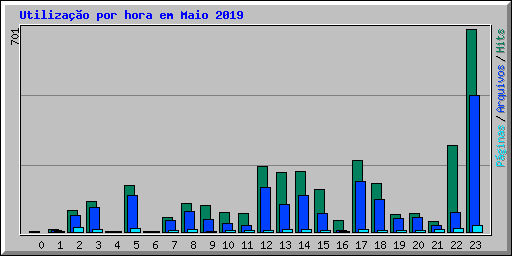 Utilização por hora em Maio 2019
701
Páginas / Arquivos / Hits
0 1 2 3 4 5 6 7 8 9 10 11 12 13 14 15 16 17 18 19 20 21 22 23